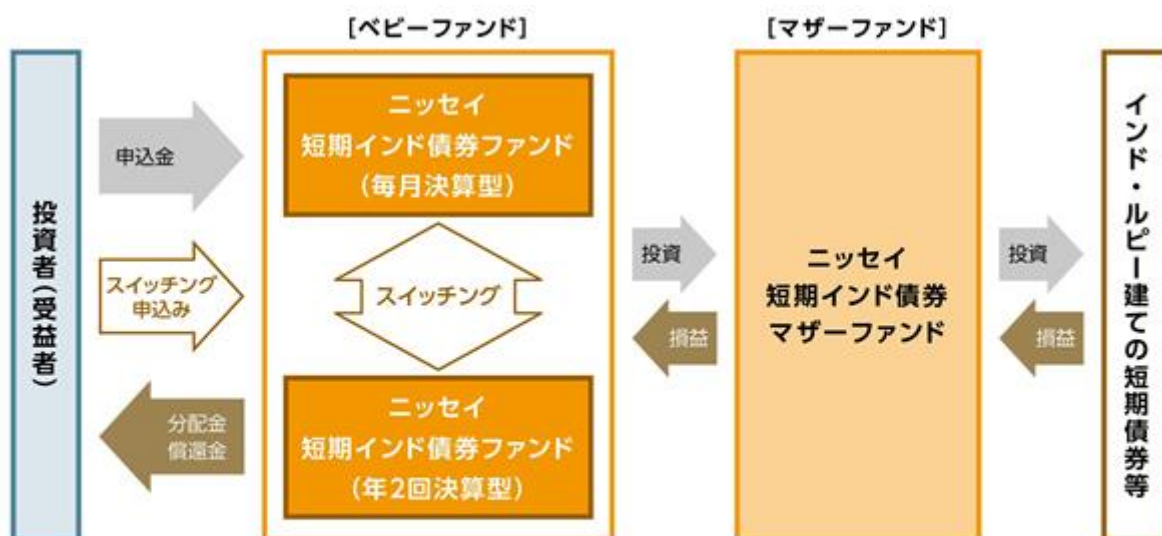 [ベビーファンド]
[マザーファンド]
投資者(受益者)
申込金
スイッチング
申込み
分配金
償還金
ニッセイ
短期インド債券ファンド
(毎月決算型)
スイッチング
ニッセイ
短期インド債券ファンド
(年2回決算型)
投資
損益
ニッセイ
短期インド債券
マザーファンド
投資
損益
インド・ルピー建ての短期債券等